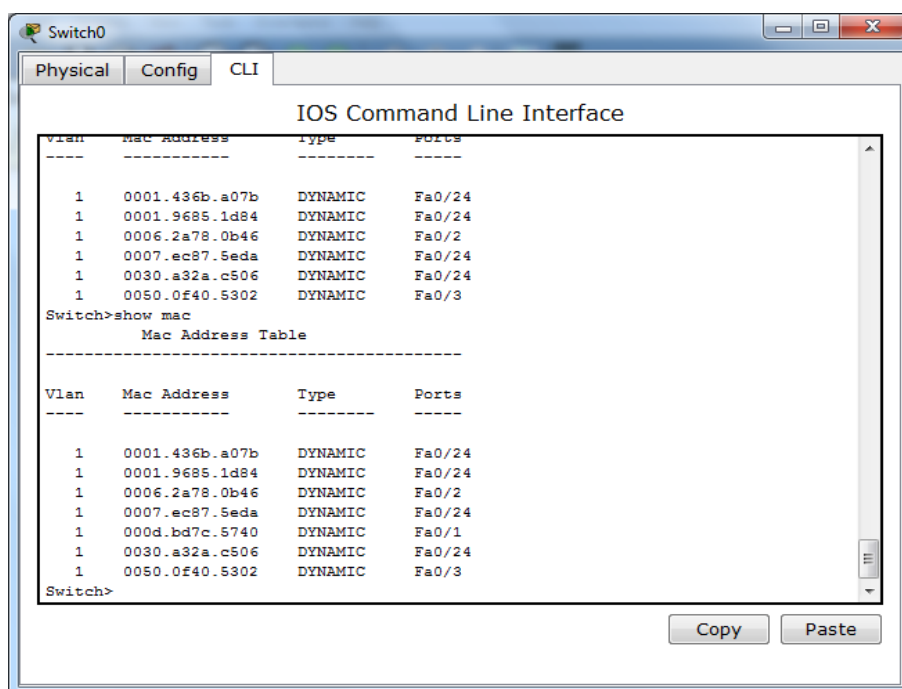 Switch0
Physical Config CLI
IOS Command Line Interface
Vlan Mac Address Type Ports
---- ----------- -------- -----
1 0001.436b.a07b DYNAMIC Fa0/24
1 0001.9685.1d84 DYNAMIC Fa0/24
1 0006.2a78.0b46 DYNAMIC Fa0/2
1 0007.ec87.5eda DYNAMIC Fa0/24
1 0030.a32a.c506 DYNAMIC Fa0/24
1 0050.0f40.5302 DYNAMIC Fa0/3
Switch>show mac
Mac Address Table
-------------------------------------------
Vlan Mac Address Type Ports
---- ----------- -------- -----
1 0001.436b.a07b DYNAMIC Fa0/24
1 0001.9685.1d84 DYNAMIC Fa0/24
1 0006.2a78.0b46 DYNAMIC Fa0/2
1 0007.ec87.5eda DYNAMIC Fa0/24
1 000d.bd7c.5740 DYNAMIC Fa0/1
1 0030.a32a.c506 DYNAMIC Fa0/24
1 0050.0f40.5302 DYNAMIC Fa0/3
Switch>
Copy Paste